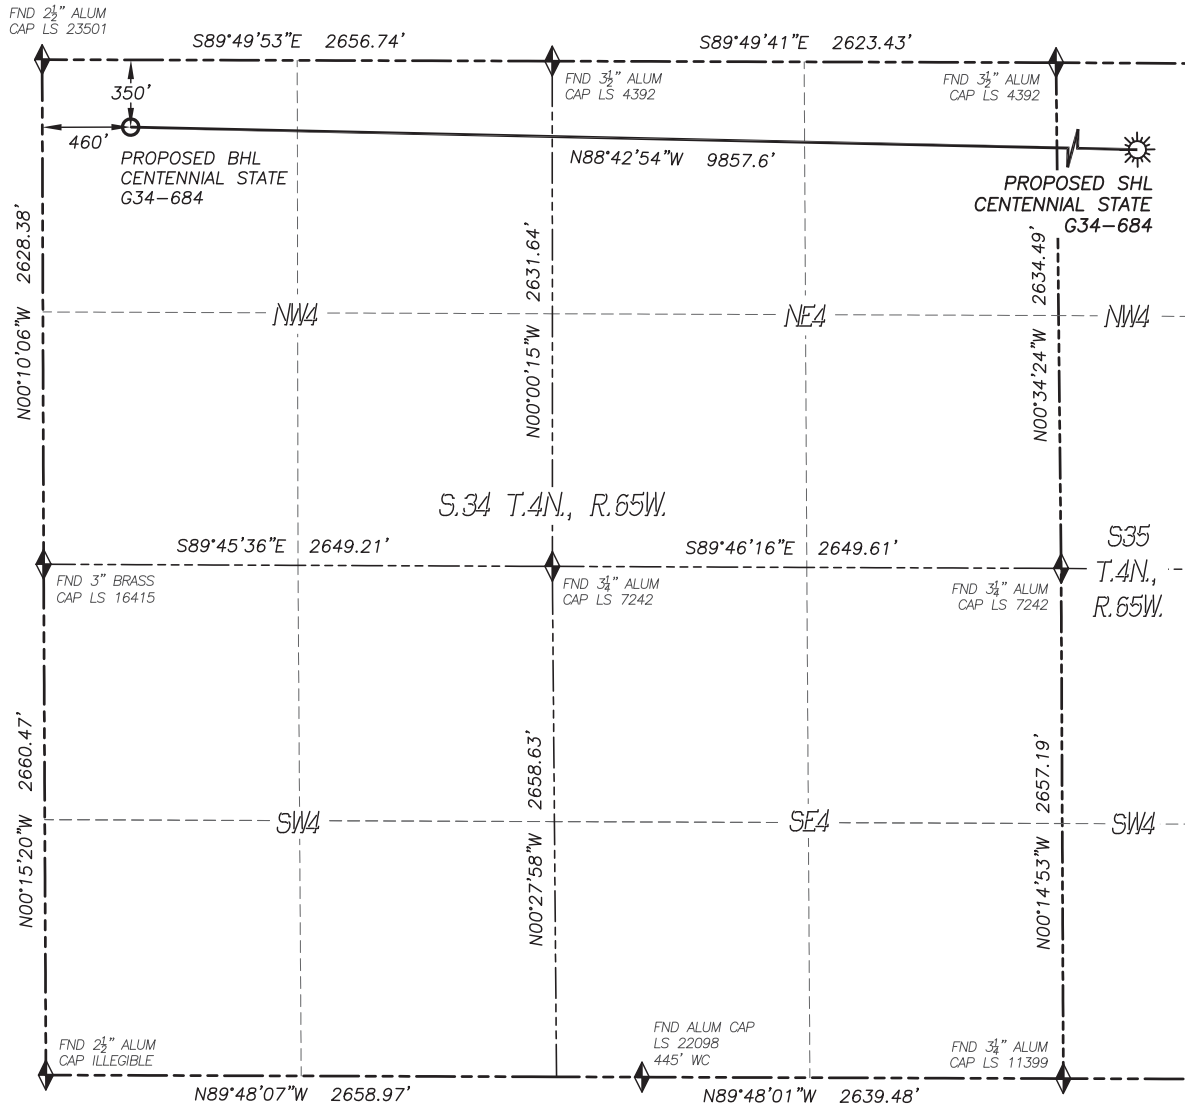 FND 2½" ALUM
CAP LS 23501
S89°49'53"E 2656.74'
S89°49'41"E 2623.43'
FND 3½" ALUM
CAP LS 4392
FND 3½" ALUM
CAP LS 4392
350'
460'
PROPOSED BHL
CENTENNIAL STATE
G34-684
N88°42'54"W 9857.6'
PROPOSED SHL
CENTENNIAL STATE
G34-684
N00°10'06"W 2628.38'
N00°00'15"W 2631.64'
N00°34'24"W 2634.49'
NW4
NE4
NW4
S.34 T.4N., R.65W.
S89°45'36"E 2649.21'
S89°46'16"E 2649.61'
S35
T.4N.,
R.65W.
FND 3" BRASS
CAP LS 16415
FND 3¼" ALUM
CAP LS 7242
FND 3¼" ALUM
CAP LS 7242
N00°15'20"W 2660.47'
N00°27'58"W 2658.63'
N00°14'53"W 2657.19'
SW4
SE4
SW4
FND 2½" ALUM
CAP ILLEGIBLE
FND ALUM CAP
LS 22098
445' WC
FND 3¼" ALUM
CAP LS 11399
N89°48'07"W 2658.97'
N89°48'01"W 2639.48'